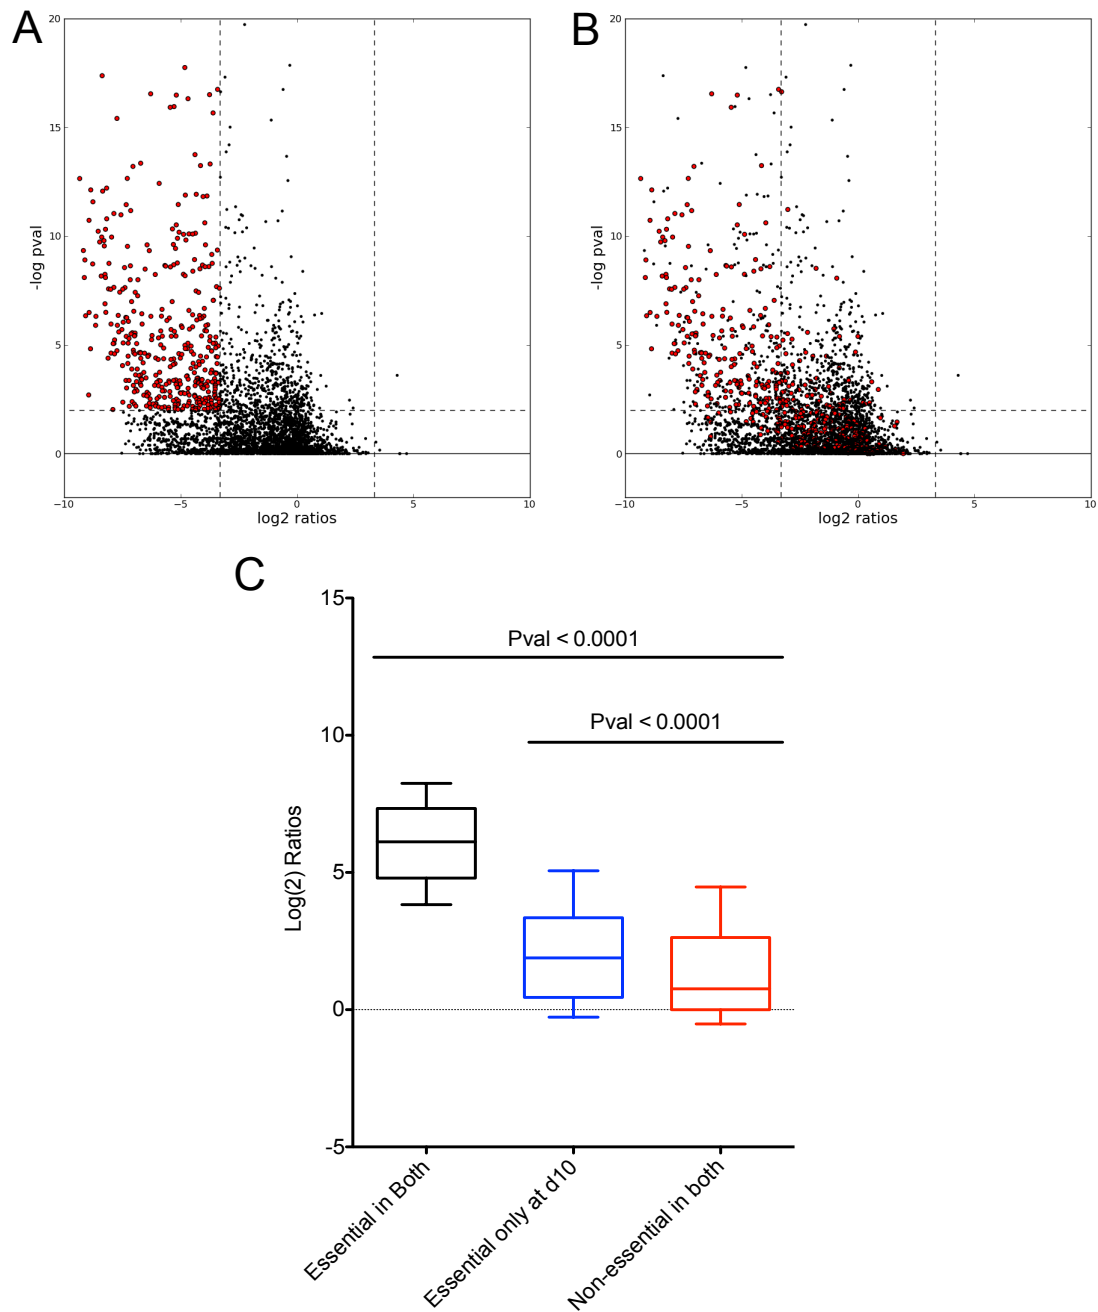 A
20
15
10
5
0
-log pval
−10
−5
0
5
10
log2 ratios
B
20
15
10
5
0
-log pval
−10
−5
0
5
10
log2 ratios
C
15
10
5
0
-5
Log(2) Ratios
Pval < 0.0001
Pval < 0.0001
Essential in Both
Essential only at d10
Non-essential in both